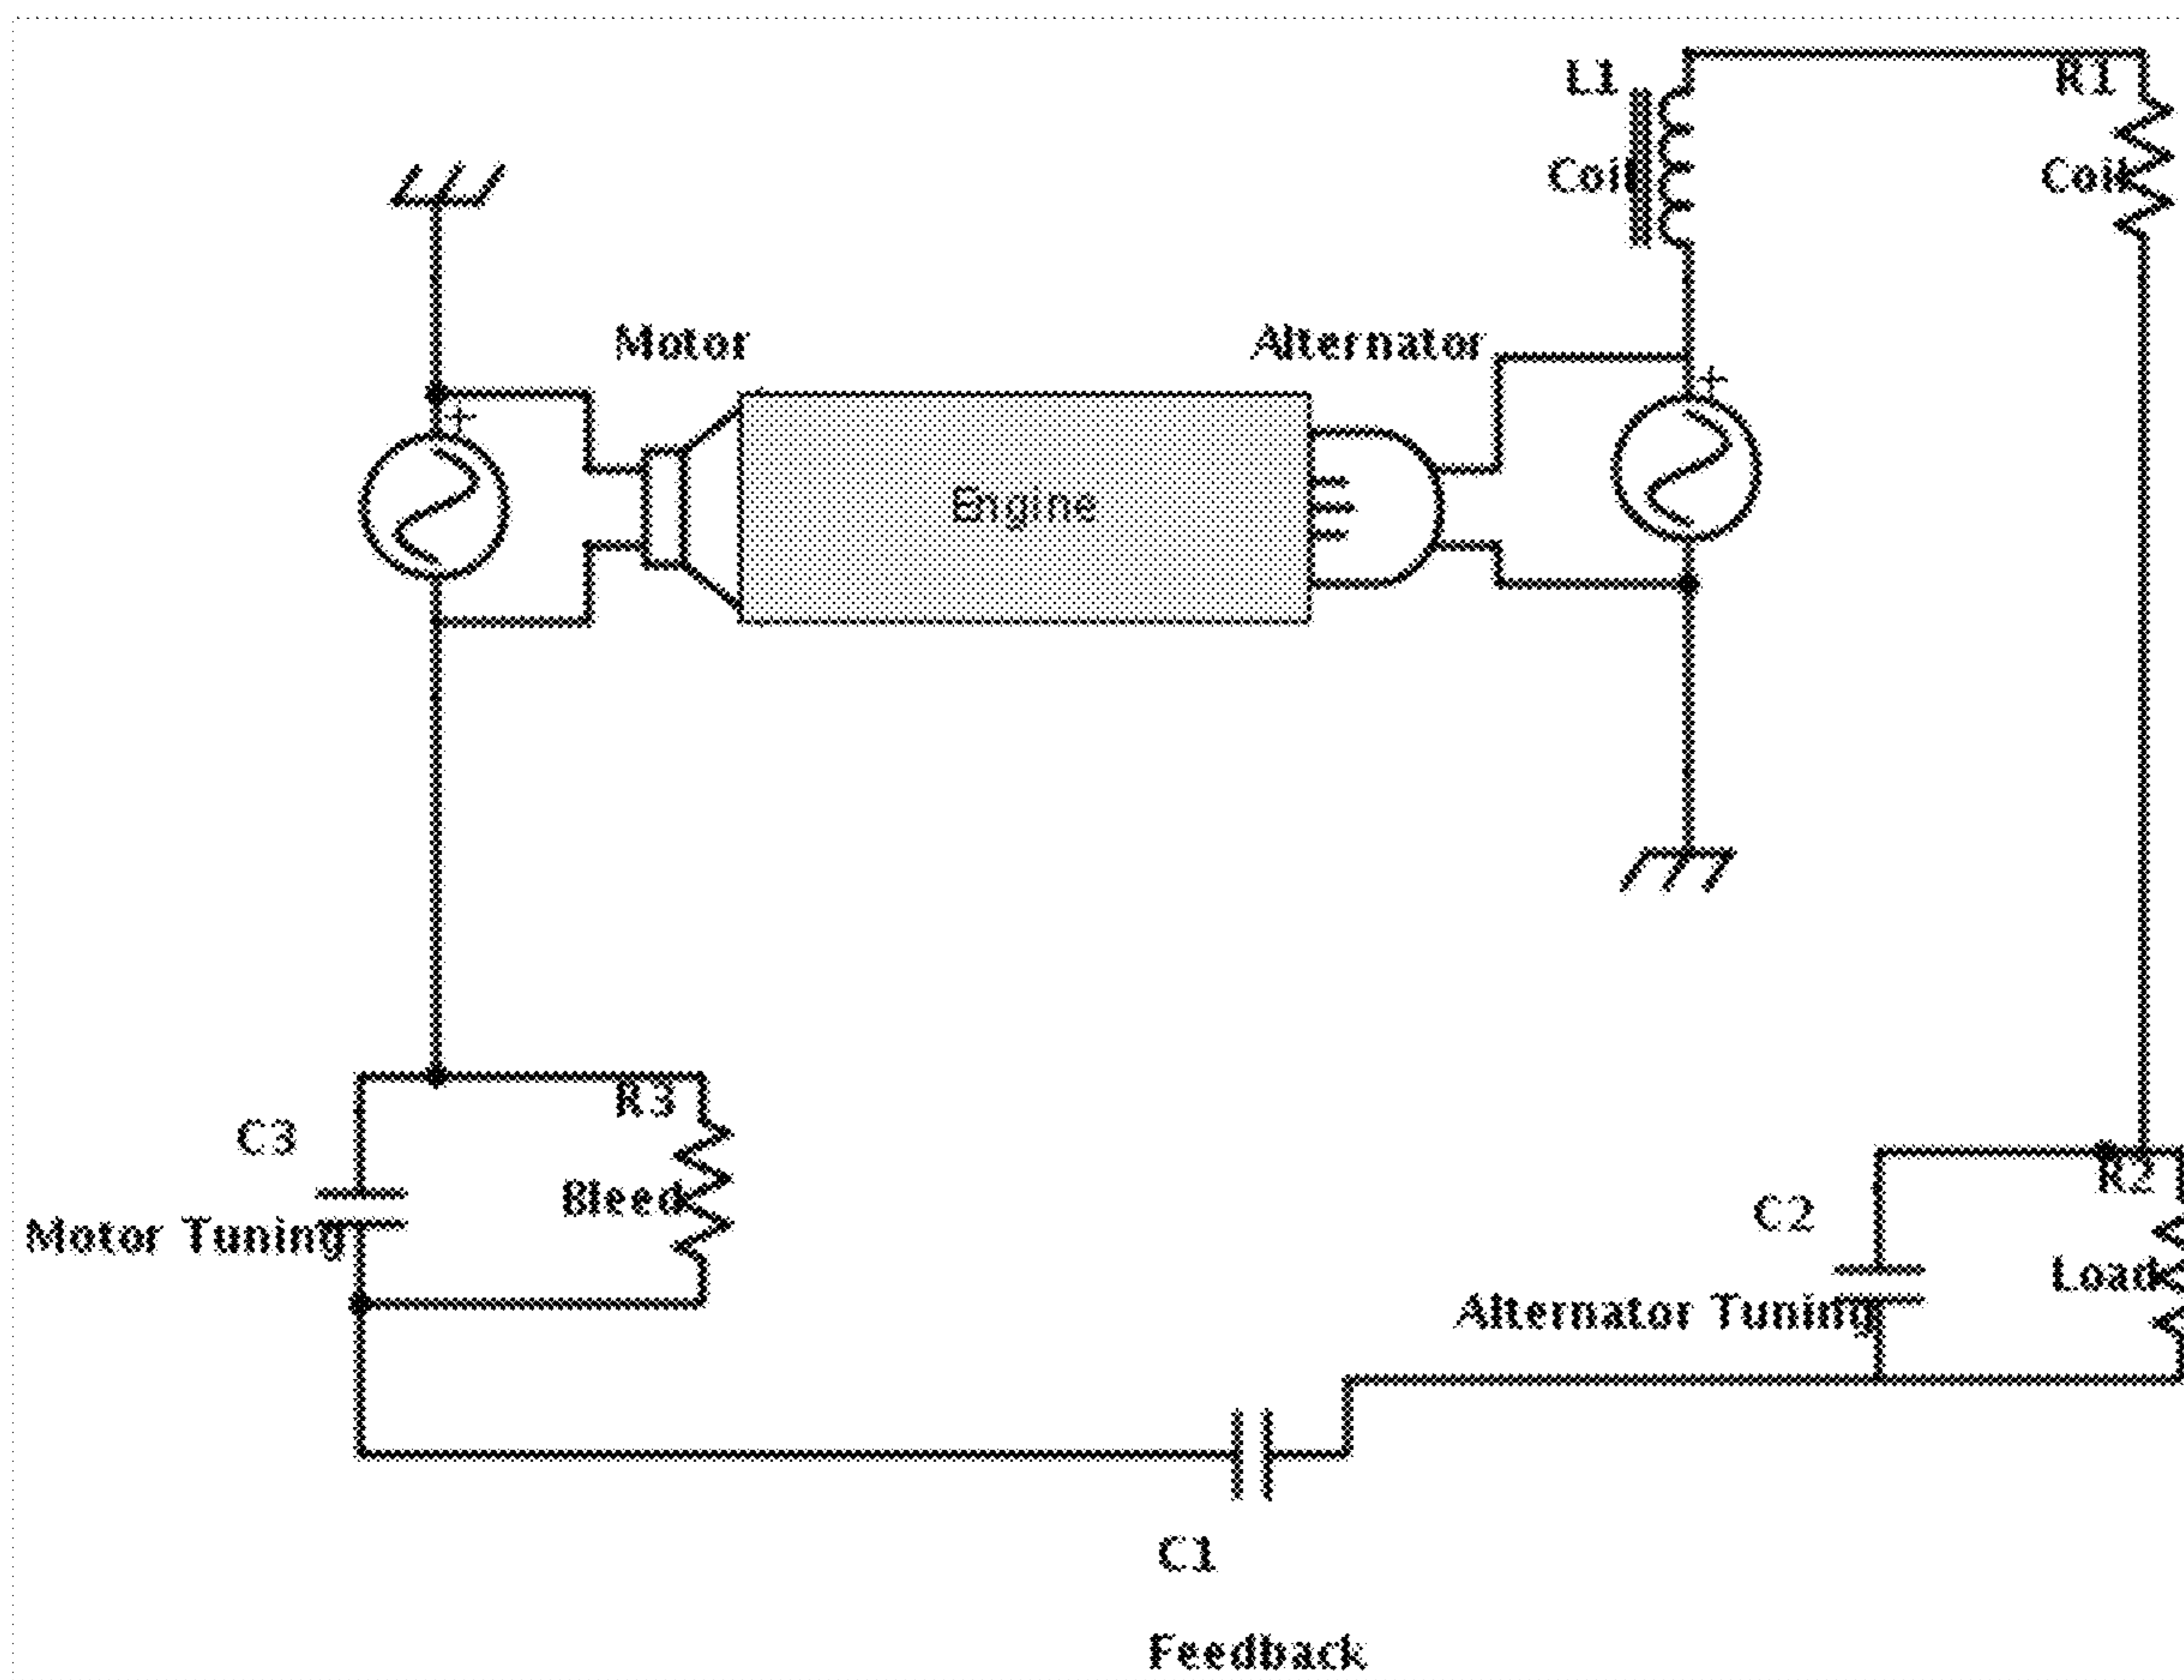 L1
R1
Coil
Coil
Motor
Alternator
+
+
Engine
R3
C3
R2
Bleed
C2
Motor Tuning
Load
Alternator Tuning
C1
Feedback